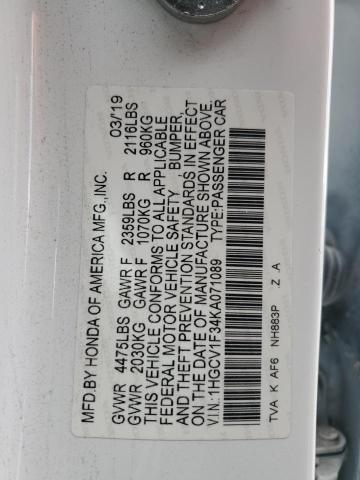 MFD.BY HONDA OF AMERICA MFG.,INC. 03/19
GVWR 4475LBS GAWR F 2359LBS R 2116LBS
GVWR 2030KG GAWR F 1070KG R 960KG
THIS VEHICLE CONFORMS TO ALL APPLICABLE
FEDERAL MOTOR VEHICLE SAFETY , BUMPER,
AND THEFT PREVENTION STANDARDS IN EFFECT
ON THE DATE OF MANUFACTURE SHOWN ABOVE.
V.I.N.:1HGCV1F34KA071089 TYPE:PASSENGER CAR
TVA K AF6 NH883P .Z .A